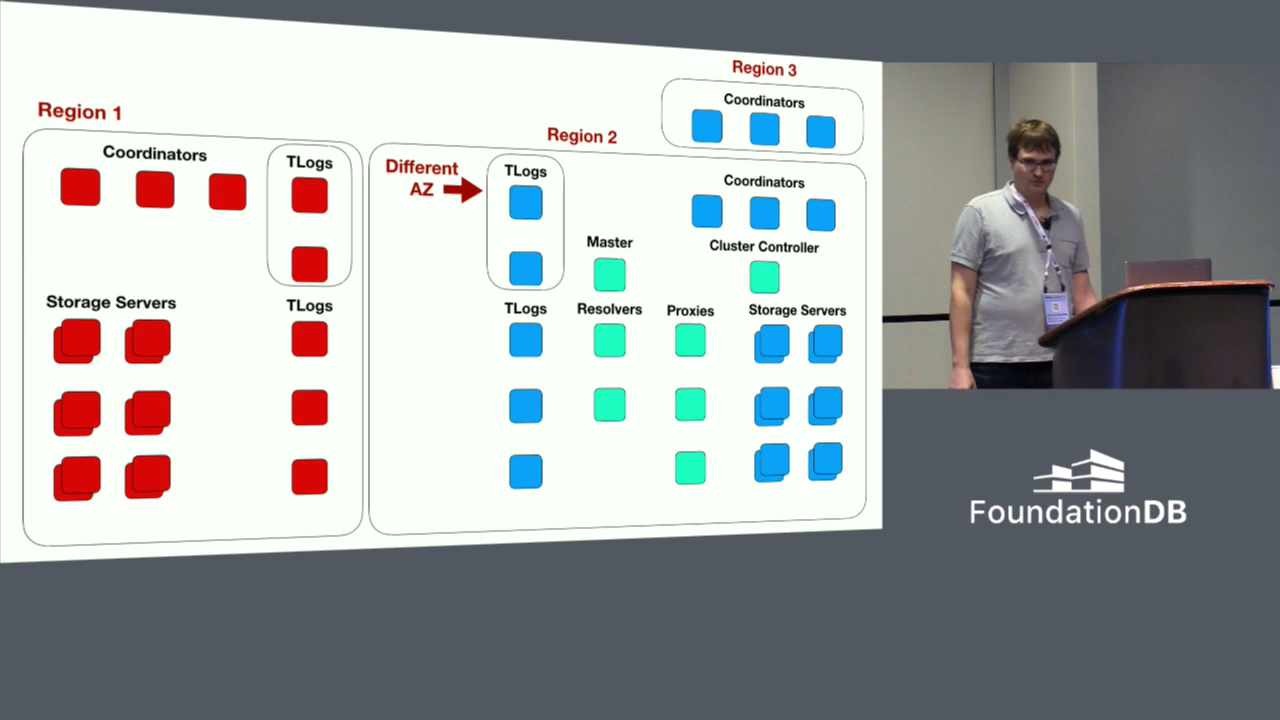 Region 3
Coordinators
Region 1
Coordinators
TLogs
Storage Servers
TLogs
Region 2
Different
AZ
TLogs
Coordinators
Master
Cluster Controller
TLogs
Resolvers
Proxies
Storage Servers
FoundationDB